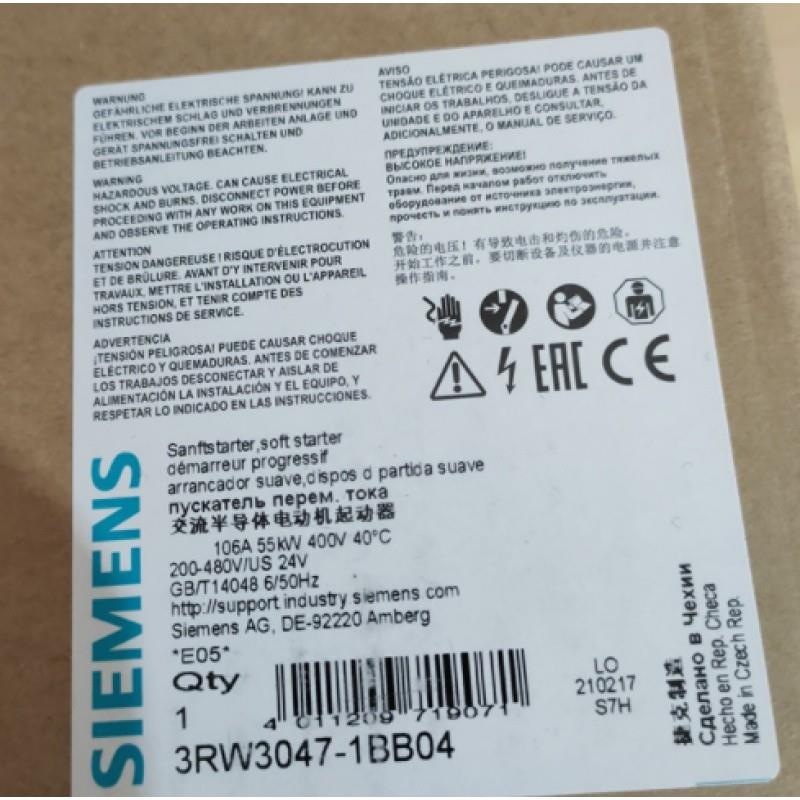 WARNUNG
GEFÄHRLICHE ELEKTRISCHE SPANNUNG! KANN ZU
ELEKTRISCHEM SCHLAG UND VERBRENNUNGEN
FÜHREN. VOR BEGINN DER ARBEITEN ANLAGE UND
GERÄT SPANNUNGSFREI SCHALTEN UND
BETRIEBSANLEITUNG BEACHTEN.
WARNING
HAZARDOUS VOLTAGE. CAN CAUSE ELECTRICAL
SHOCK AND BURNS. DISCONNECT POWER BEFORE
PROCEEDING WITH ANY WORK ON THIS EQUIPMENT
AND OBSERVE THE OPERATING INSTRUCTIONS.
ATTENTION
TENSION DANGEREUSE ! RISQUE D'ÉLECTROCUTION
ET DE BRÛLURE. AVANT D'Y INTERVENIR POUR
TRAVAUX, METTRE L'INSTALLATION OU L'APPAREIL
HORS TENSION, ET TENIR COMPTE DES
INSTRUCTIONS DE SERVICE.
ADVERTENCIA
¡TENSIÓN PELIGROSA! PUEDE CAUSAR CHOQUE
ELÉCTRICO Y QUEMADURAS. ANTES DE COMENZAR
LOS TRABAJOS DESCONECTAR Y AISLAR DE
ALIMENTACIÓN LA INSTALACIÓN Y EL EQUIPO, Y
RESPETAR LO INDICADO EN LAS INSTRUCCIONES.
AVISO
TENSÃO ELÉTRICA PERIGOSA! PODE CAUSAR UM
CHOQUE ELÉTRICO E QUEIMADURAS. ANTES DE
INICIAR OS TRABALHOS, DESLIGUE A TENSÃO DA
UNIDADE E DO APARELHO E CONSULTAR,
ADICIONALMENTE, O MANUAL DE SERVIÇO.
ПРЕДУПРЕЖДЕНИЕ:
ВЫСОКОЕ НАПРЯЖЕНИЕ!
Опасно для жизни, возможно получение тяжелых
травм. Перед началом работ отключить
оборудование от источника электроэнергии,
прочесть и понять инструкцию по эксплуатации.
警告:
危险的电压! 有导致电击和灼伤的危险。
开始工作之前, 要切断设备及仪器的电源并注意
操作指南。
EAC CE
SIEMENS
Sanftstarter,soft starter
démarreur progressif
arrancador suave,dispos d partida suave
пускатель перем. тока
交流半导体电动机起动器
106A 55kW 400V 40°C
200-480V/US 24V
GB/T14048 6/50Hz
http://support industry siemens com
Siemens AG, DE-92220 Amberg
*E05*
Qty
1
4 011209 719071
3RW3047-1BB04
LO
210217
S7H
捷克制造
Сделано в Чехии
Hecho en Rep. Checa
Made in Czech Rep.